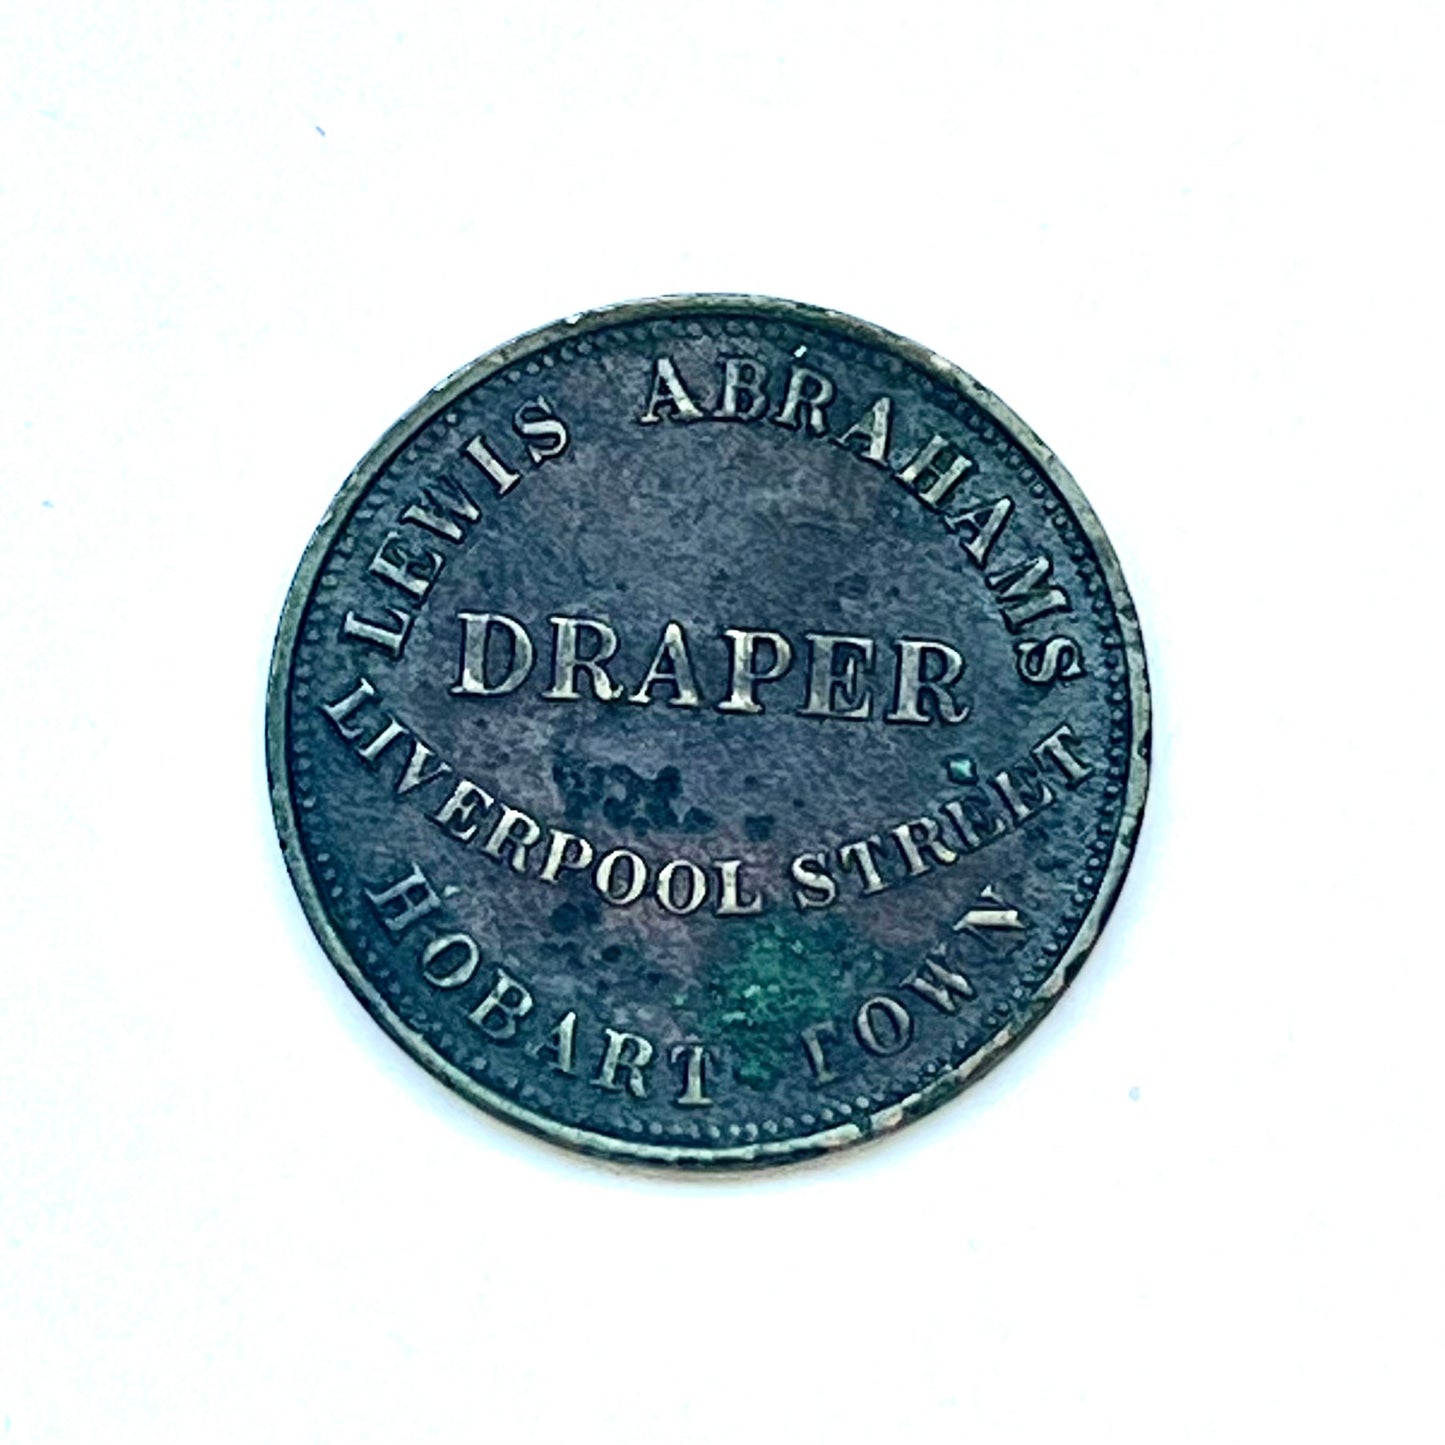 LEWIS ABRAHAMS
DRAPER
LIVERPOOL STREET
HOBART TOWN